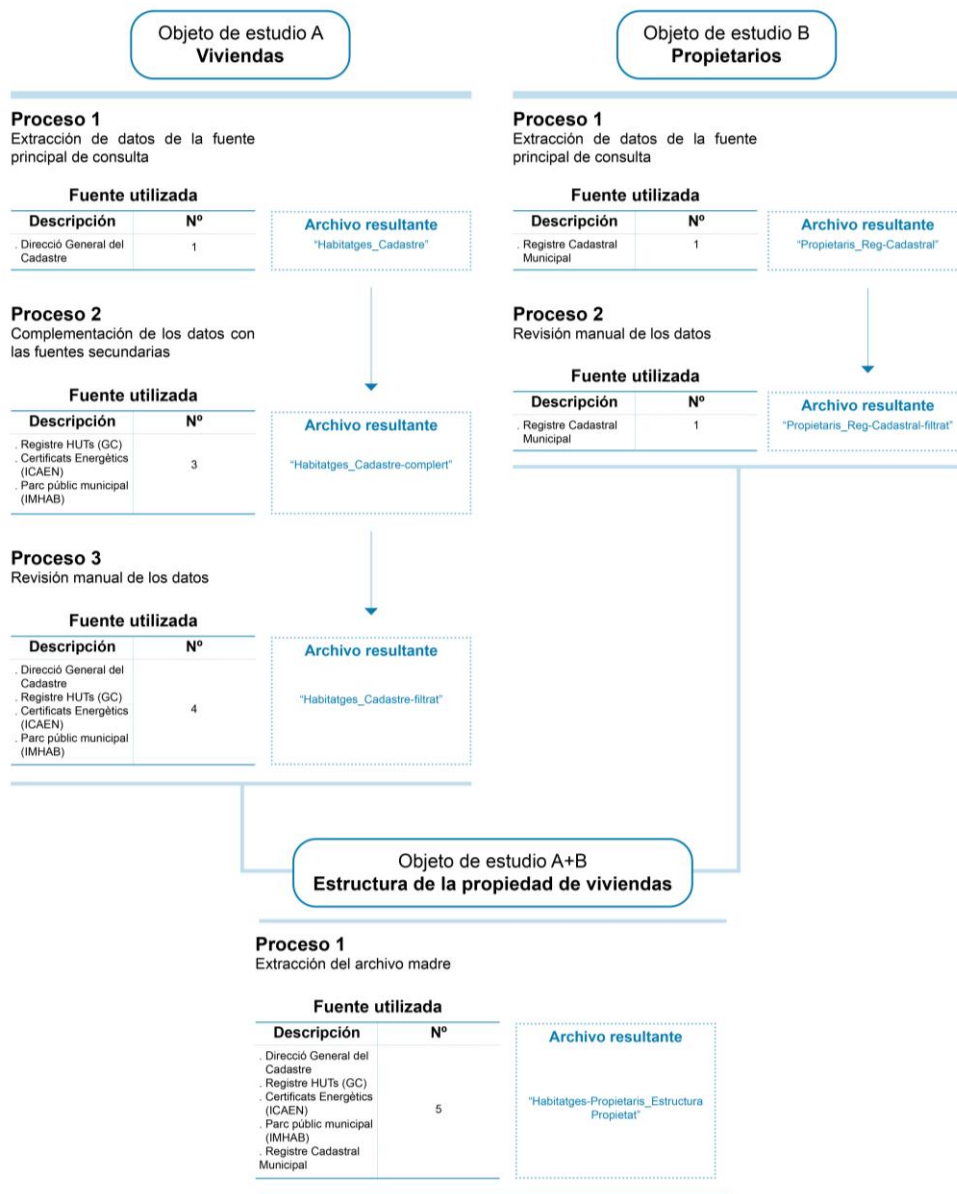 Objeto de estudio A
Viviendas
Proceso 1
Extracción de datos de la fuente
principal de consulta
Fuente utilizada
Descripción Nº
. Direcció General del
Cadastre
1
Archivo resultante
"Habitatges_Cadastre"
Proceso 2
Complementación de los datos con
las fuentes secundarias
Fuente utilizada
Descripción Nº
. Registre HUTs (GC)
. Certificats Energètics
(ICAEN)
. Parc públic municipal
(IMHAB)
3
Archivo resultante
"Habitatges_Cadastre-complert"
Proceso 3
Revisión manual de los datos
Fuente utilizada
Descripción Nº
. Direcció General del
Cadastre
. Registre HUTs (GC)
. Certificats Energètics
(ICAEN)
. Parc públic municipal
(IMHAB)
4
Archivo resultante
"Habitatges_Cadastre-filtrat"
Objeto de estudio B
Propietarios
Proceso 1
Extracción de datos de la fuente
principal de consulta
Fuente utilizada
Descripción Nº
. Registre Cadastral
Municipal
1
Archivo resultante
"Propietaris_Reg-Cadastral"
Proceso 2
Revisión manual de los datos
Fuente utilizada
Descripción Nº
. Registre Cadastral
Municipal
1
Archivo resultante
"Propietaris_Reg-Cadastral-filtrat"
Objeto de estudio A+B
Estructura de la propiedad de viviendas
Proceso 1
Extracción del archivo madre
Fuente utilizada
Descripción Nº
. Direcció General del
Cadastre
. Registre HUTs (GC)
. Certificats Energètics
(ICAEN)
. Parc públic municipal
(IMHAB)
. Registre Cadastral
Municipal
5
Archivo resultante
"Habitatges-Propietaris_Estructura
Propietat"